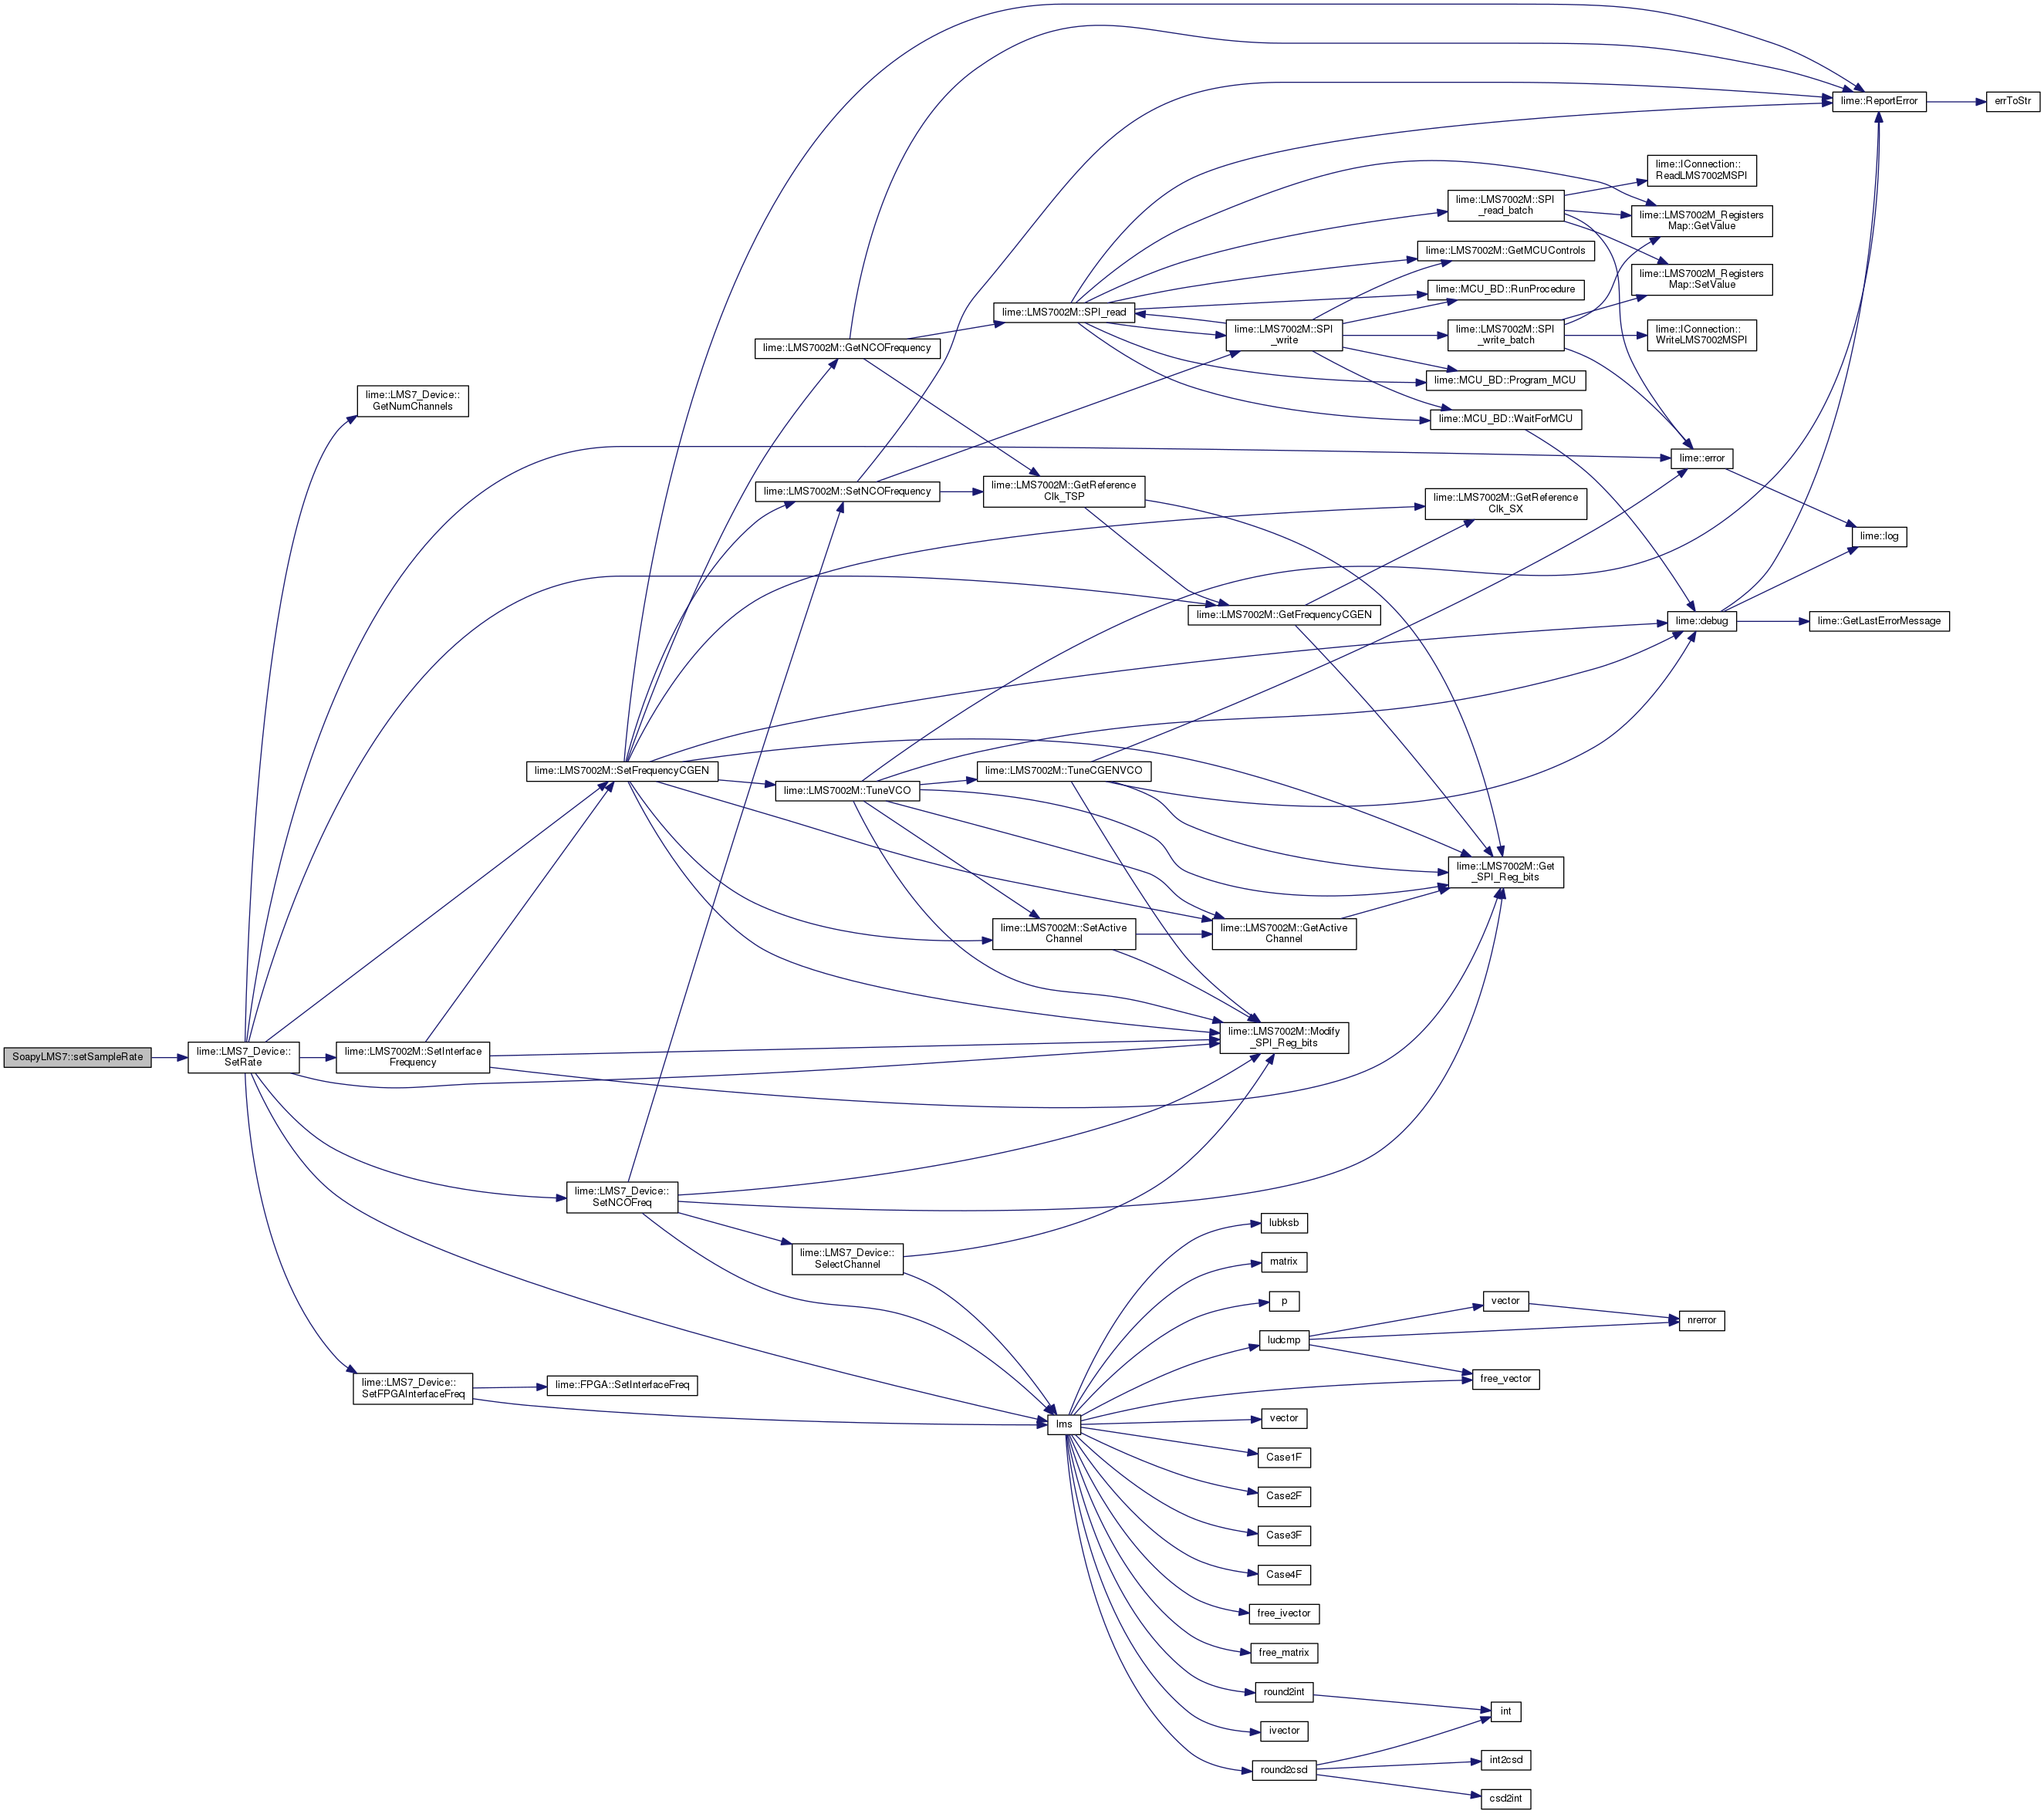 lime::ReportError
errToStr
lime::IConnection::
ReadLMS7002MSPI
lime::LMS7002M::SPI
_read_batch
lime::LMS7002M_Registers
Map::GetValue
lime::LMS7002M::GetMCUControls
lime::LMS7002M_Registers
Map::SetValue
lime::MCU_BD::RunProcedure
lime::LMS7002M::SPI_read
lime::LMS7002M::SPI
_write
lime::LMS7002M::SPI
_write_batch
lime::IConnection::
WriteLMS7002MSPI
lime::LMS7002M::GetNCOFrequency
lime::MCU_BD::Program_MCU
lime::LMS7_Device::
GetNumChannels
lime::MCU_BD::WaitForMCU
lime::error
lime::LMS7002M::SetNCOFrequency
lime::LMS7002M::GetReference
Clk_TSP
lime::LMS7002M::GetReference
Clk_SX
lime::log
lime::LMS7002M::GetFrequencyCGEN
lime::debug
lime::GetLastErrorMessage
lime::LMS7002M::SetFrequencyCGEN
lime::LMS7002M::TuneVCO
lime::LMS7002M::TuneCGENVCO
lime::LMS7002M::Get
_SPI_Reg_bits
lime::LMS7002M::SetActive
Channel
lime::LMS7002M::GetActive
Channel
SoapyLMS7::setSampleRate
lime::LMS7_Device::
SetRate
lime::LMS7002M::SetInterface
Frequency
lime::LMS7002M::Modify
_SPI_Reg_bits
lime::LMS7_Device::
SetNCOFreq
lime::LMS7_Device::
SelectChannel
lubksb
matrix
p
vector
nrerror
ludcmp
lime::LMS7_Device::
SetFPGAInterfaceFreq
lime::FPGA::SetInterfaceFreq
free_vector
lms
vector
Case1F
Case2F
Case3F
Case4F
free_ivector
free_matrix
round2int
int
ivector
int2csd
round2csd
csd2int